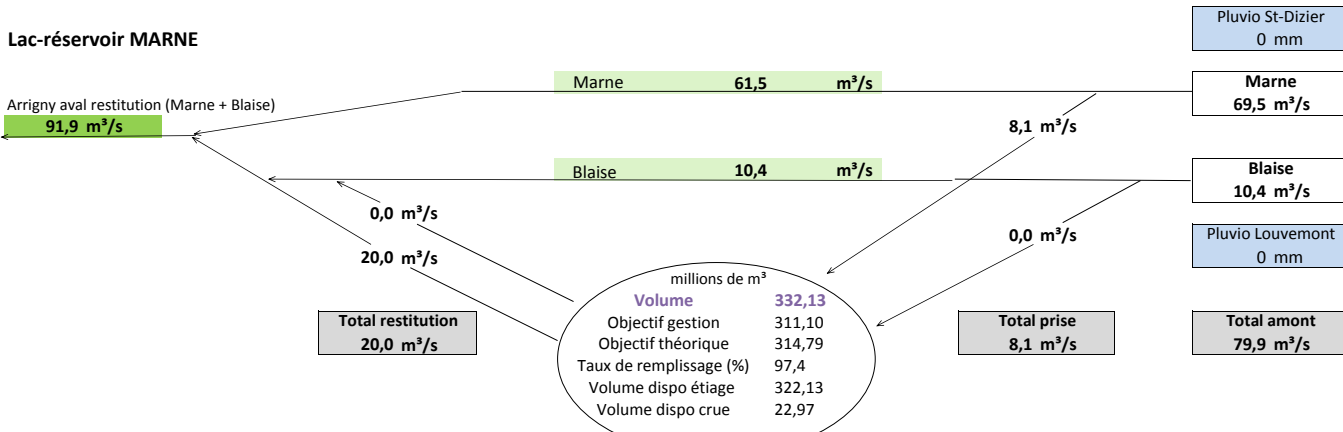 Pluvio St-Dizier
0 mm
Lac-réservoir MARNE
Marne 61,5 m³/s
Marne
69,5 m³/s
Arrigny aval restitution (Marne + Blaise)
91,9 m³/s
8,1 m³/s
Blaise 10,4 m³/s
Blaise
10,4 m³/s
0,0 m³/s
0,0 m³/s
Pluvio Louvemont
0 mm
20,0 m³/s
millions de m³
Volume 332,13
Objectif gestion 311,10
Objectif théorique 314,79
Taux de remplissage (%) 97,4
Volume dispo étiage 322,13
Volume dispo crue 22,97
Total restitution
20,0 m³/s
Total prise
8,1 m³/s
Total amont
79,9 m³/s